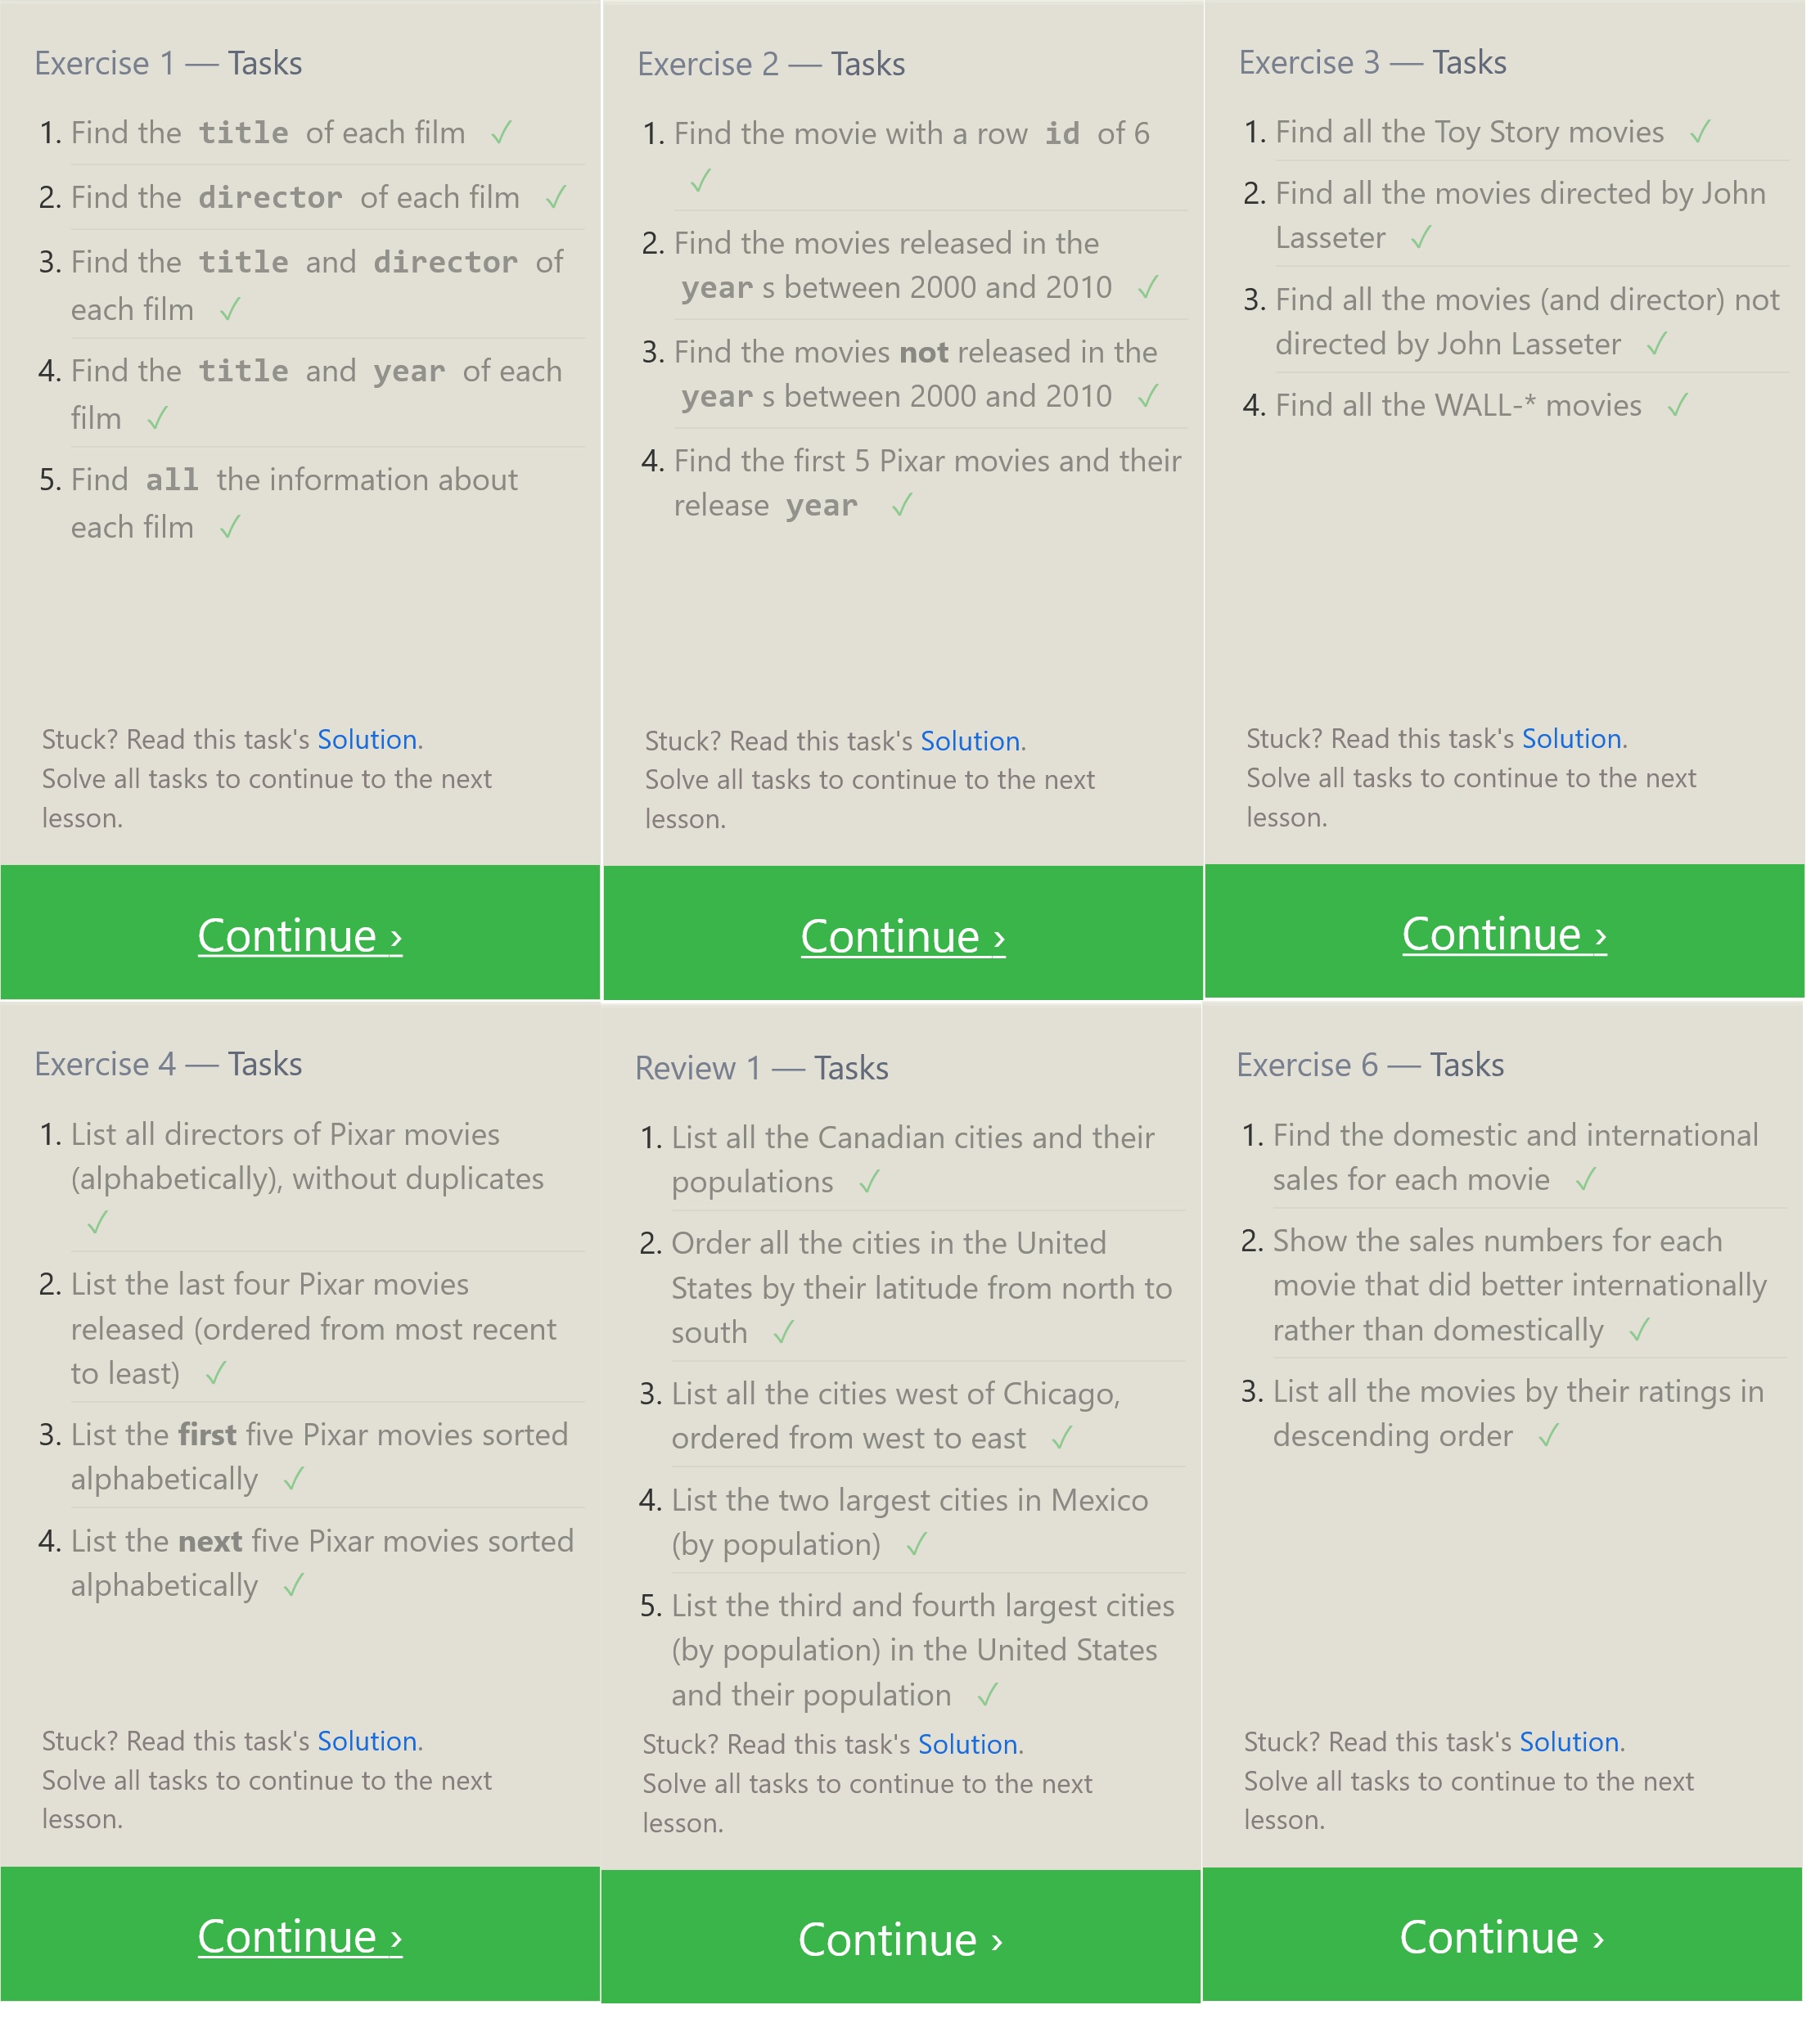 Exercise 1 — Tasks
1. Find the title of each film ✓
2. Find the director of each film ✓
3. Find the title and director of
each film ✓
4. Find the title and year of each
film ✓
5. Find all the information about
each film ✓
Stuck? Read this task's Solution.
Solve all tasks to continue to the next
lesson.
Continue ›
Exercise 2 — Tasks
1. Find the movie with a row id of 6
✓
2. Find the movies released in the
year s between 2000 and 2010 ✓
3. Find the movies not released in the
year s between 2000 and 2010 ✓
4. Find the first 5 Pixar movies and their
release year ✓
Stuck? Read this task's Solution.
Solve all tasks to continue to the next
lesson.
Continue ›
Exercise 3 — Tasks
1. Find all the Toy Story movies ✓
2. Find all the movies directed by John
Lasseter ✓
3. Find all the movies (and director) not
directed by John Lasseter ✓
4. Find all the WALL-* movies ✓
Stuck? Read this task's Solution.
Solve all tasks to continue to the next
lesson.
Continue ›
Exercise 4 — Tasks
1. List all directors of Pixar movies
(alphabetically), without duplicates
✓
2. List the last four Pixar movies
released (ordered from most recent
to least) ✓
3. List the first five Pixar movies sorted
alphabetically ✓
4. List the next five Pixar movies sorted
alphabetically ✓
Stuck? Read this task's Solution.
Solve all tasks to continue to the next
lesson.
Continue ›
Review 1 — Tasks
1. List all the Canadian cities and their
populations ✓
2. Order all the cities in the United
States by their latitude from north to
south ✓
3. List all the cities west of Chicago,
ordered from west to east ✓
4. List the two largest cities in Mexico
(by population) ✓
5. List the third and fourth largest cities
(by population) in the United States
and their population ✓
Stuck? Read this task's Solution.
Solve all tasks to continue to the next
lesson.
Continue ›
Exercise 6 — Tasks
1. Find the domestic and international
sales for each movie ✓
2. Show the sales numbers for each
movie that did better internationally
rather than domestically ✓
3. List all the movies by their ratings in
descending order ✓
Stuck? Read this task's Solution.
Solve all tasks to continue to the next
lesson.
Continue ›